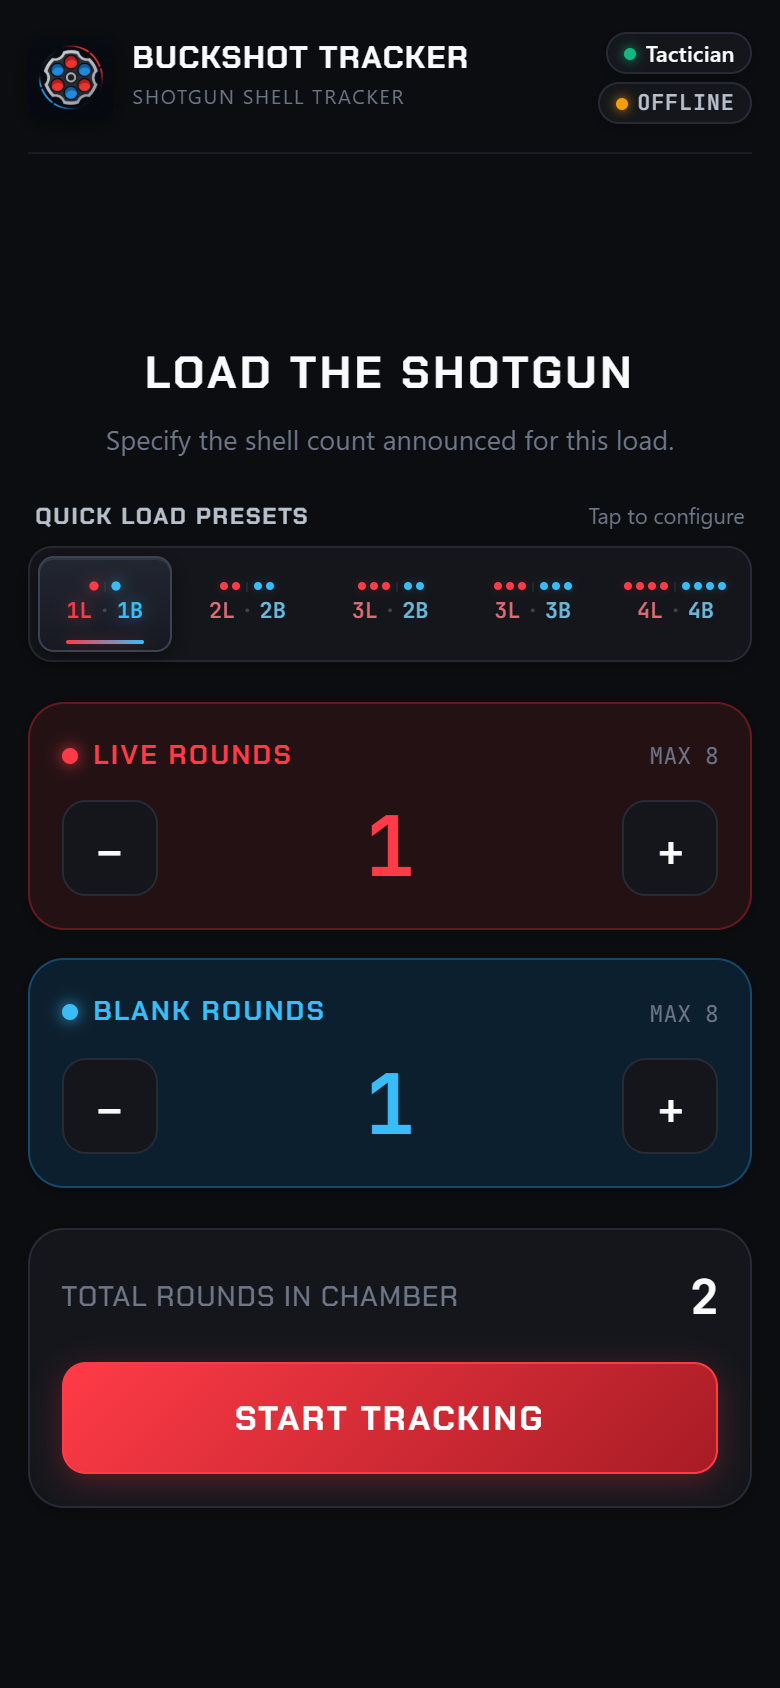 BUCKSHOT TRACKER
SHOTGUN SHELL TRACKER
Tactician
OFFLINE
LOAD THE SHOTGUN
Specify the shell count announced for this load.
QUICK LOAD PRESETS
Tap to configure
1L · 1B
2L · 2B
3L · 2B
3L · 3B
4L · 4B
LIVE ROUNDS
MAX 8
− 1 +
BLANK ROUNDS
MAX 8
− 1 +
TOTAL ROUNDS IN CHAMBER
2
START TRACKING